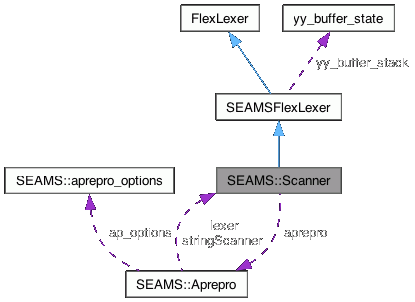 FlexLexer
yy_buffer_state
yy_buffer_stack
SEAMSFlexLexer
SEAMS::aprepro_options
SEAMS::Scanner
ap_options
lexer
stringScanner
aprepro
SEAMS::Aprepro